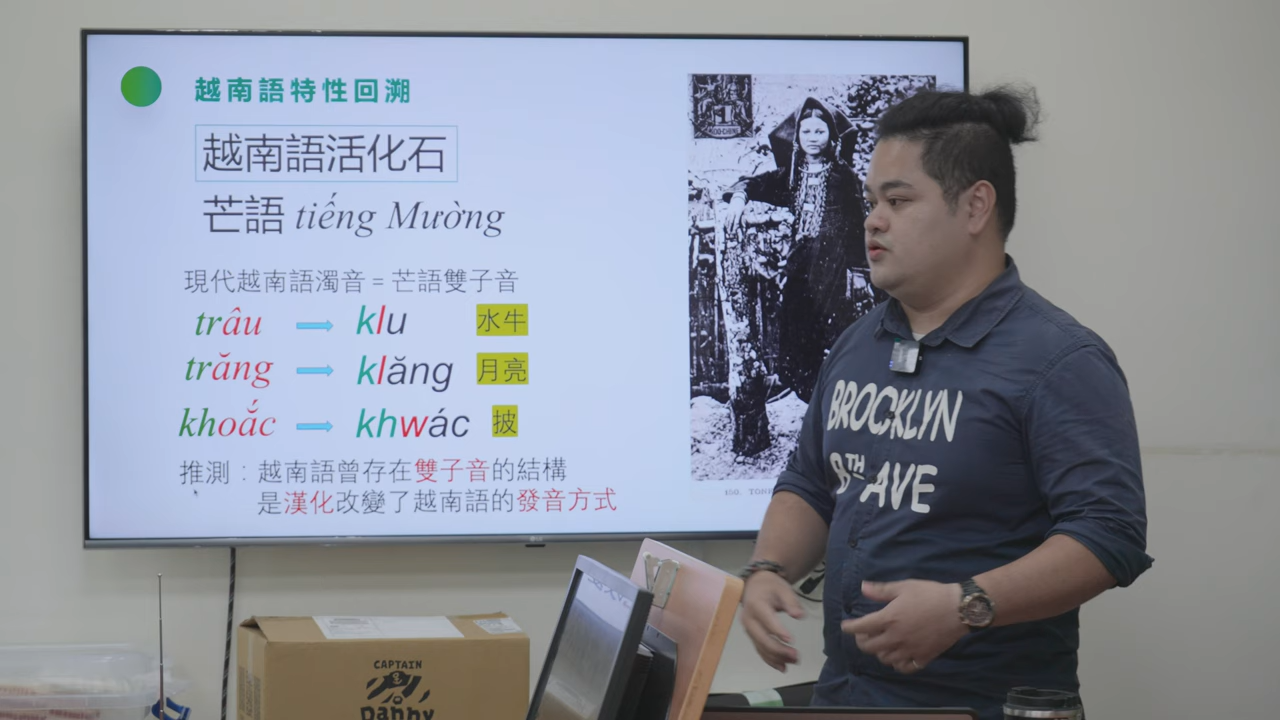 越南語特性回溯
越南語活化石
芒語 tiếng Mường
現代越南語濁音 = 芒語雙子音
trâu klu 水牛
trăng klăng 月亮
khoắc khwác 披
推測：越南語曾存在雙子音的結構
是漢化改變了越南語的發音方式
BROCKLYN
8TH AVE
CAPTAIN